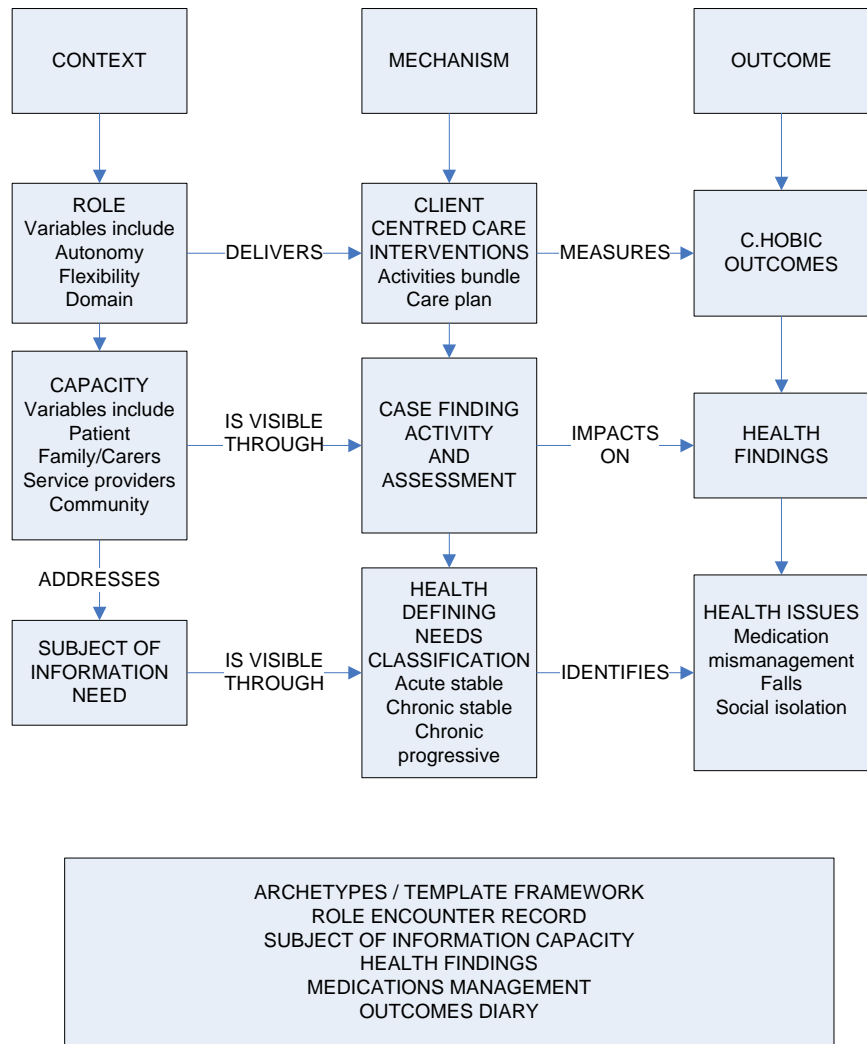 CONTEXT
MECHANISM
OUTCOME
ROLE
Variables include
Autonomy
Flexibility
Domain
DELIVERS
CLIENT
CENTRED CARE
INTERVENTIONS
Activities bundle
Care plan
MEASURES
C.HOBIC
OUTCOMES
CAPACITY
Variables include
Patient
Family/Carers
Service providers
Community
IS VISIBLE
THROUGH
CASE FINDING
ACTIVITY
AND
ASSESSMENT
IMPACTS
ON
HEALTH
FINDINGS
ADDRESSES
SUBJECT OF
INFORMATION
NEED
IS VISIBLE
THROUGH
HEALTH
DEFINING
NEEDS
CLASSIFICATION
Acute stable
Chronic stable
Chronic
progressive
IDENTIFIES
HEALTH ISSUES
Medication
mismanagement
Falls
Social isolation
ARCHETYPES / TEMPLATE FRAMEWORK
ROLE ENCOUNTER RECORD
SUBJECT OF INFORMATION CAPACITY
HEALTH FINDINGS
MEDICATIONS MANAGEMENT
OUTCOMES DIARY